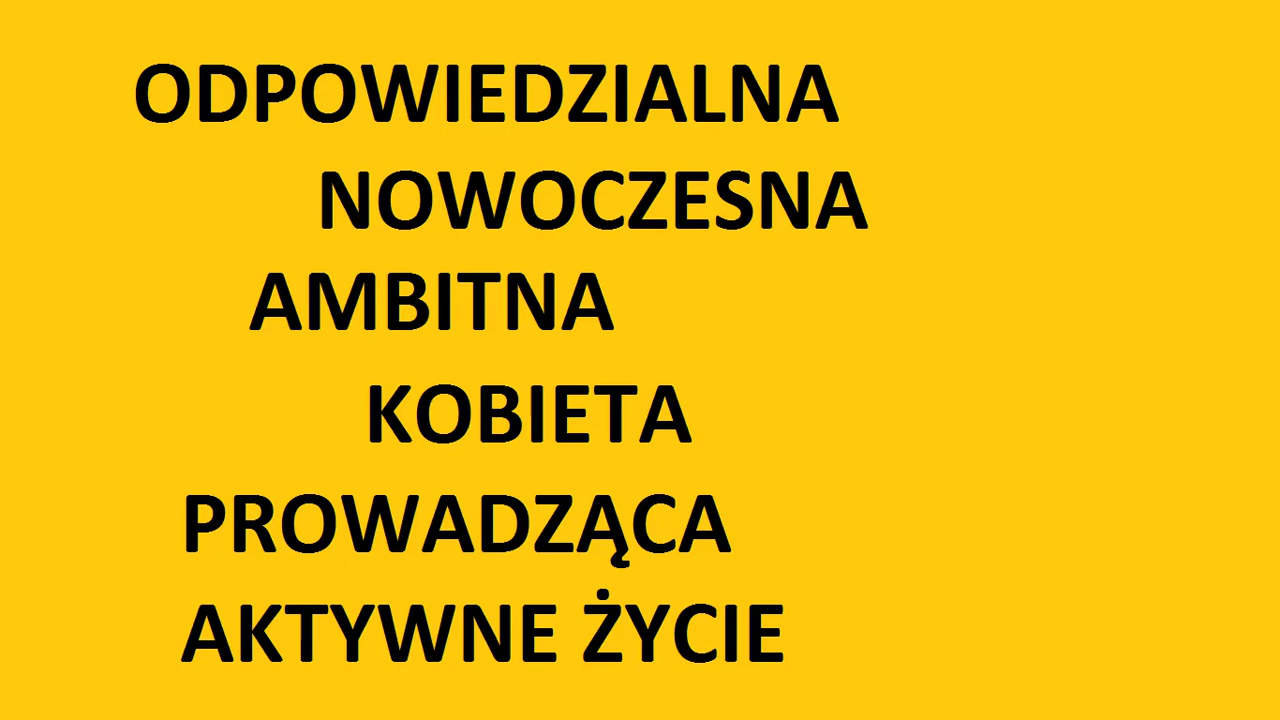 ODPOWIEDZIALNA
NOWOCZESNA
AMBITNA
KOBIETA
PROWADZĄCA
AKTYWNE ŻYCIE